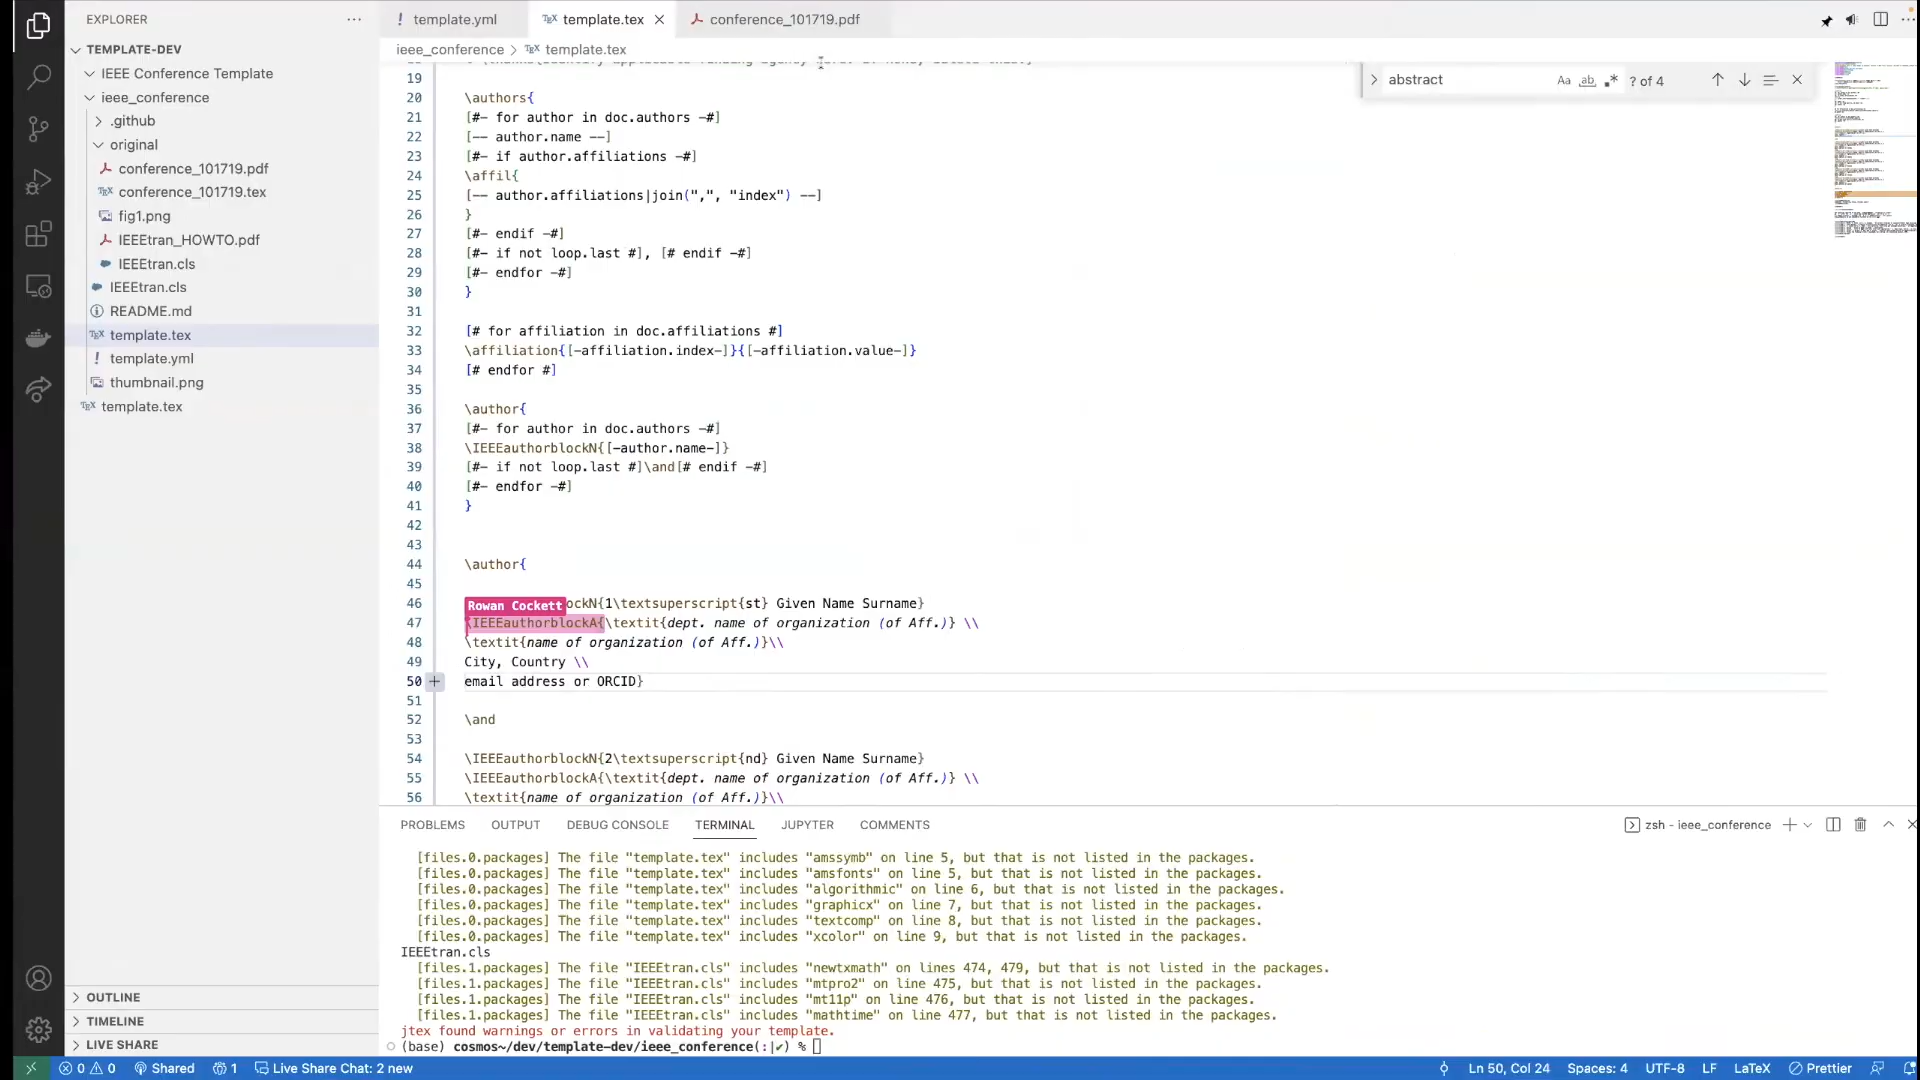 EXPLORER
template.yml
template.tex
conference_101719.pdf
TEMPLATE-DEV
IEEE Conference Template
ieee_conference
.github
original
conference_101719.pdf
conference_101719.tex
fig1.png
IEEEtran_HOWTO.pdf
IEEEtran.cls
IEEEtran.cls
README.md
template.tex
template.yml
thumbnail.png
template.tex
OUTLINE
TIMELINE
LIVE SHARE
ieee_conference > template.tex
abstract
Aa ab ? of 4
19
20 \authors{
21 [#- for author in doc.authors -#]
22 [-- author.name --]
23 [#- if author.affiliations -#]
24 \affil{
25 [-- author.affiliations|join(",", "index") --]
26 }
27 [#- endif -#]
28 [#- if not loop.last #], [# endif -#]
29 [#- endfor -#]
30 }
31
32 [# for affiliation in doc.affiliations #]
33 \affiliation{[-affiliation.index-]}{[-affiliation.value-]}
34 [# endfor #]
35
36 \author{
37 [#- for author in doc.authors -#]
38 \IEEEauthorblockN{[-author.name-]}
39 [#- if not loop.last #]\and[# endif -#]
40 [#- endfor -#]
41 }
42
43
44 \author{
45
Rowan Cockett
46 ockN{1\textsuperscript{st} Given Name Surname}
47 \IEEEauthorblockA{\textit{dept. name of organization (of Aff.)} \\
48 \textit{name of organization (of Aff.)}\\
49 City, Country \\
50 email address or ORCID}
51
52 \and
53
54 \IEEEauthorblockN{2\textsuperscript{nd} Given Name Surname}
55 \IEEEauthorblockA{\textit{dept. name of organization (of Aff.)} \\
56 \textit{name of organization (of Aff.)}\\
PROBLEMS OUTPUT DEBUG CONSOLE TERMINAL JUPYTER COMMENTS
zsh - ieee_conference
[files.0.packages] The file "template.tex" includes "amssymb" on line 5, but that is not listed in the packages.
[files.0.packages] The file "template.tex" includes "amsfonts" on line 5, but that is not listed in the packages.
[files.0.packages] The file "template.tex" includes "algorithmic" on line 6, but that is not listed in the packages.
[files.0.packages] The file "template.tex" includes "graphicx" on line 7, but that is not listed in the packages.
[files.0.packages] The file "template.tex" includes "textcomp" on line 8, but that is not listed in the packages.
[files.0.packages] The file "template.tex" includes "xcolor" on line 9, but that is not listed in the packages.
IEEEtran.cls
[files.1.packages] The file "IEEEtran.cls" includes "newtxmath" on lines 474, 479, but that is not listed in the packages.
[files.1.packages] The file "IEEEtran.cls" includes "mtpro2" on line 475, but that is not listed in the packages.
[files.1.packages] The file "IEEEtran.cls" includes "mt11p" on line 476, but that is not listed in the packages.
[files.1.packages] The file "IEEEtran.cls" includes "mathtime" on line 477, but that is not listed in the packages.
jtex found warnings or errors in validating your template.
(base) cosmos~/dev/template-dev/ieee_conference(:|✔) %
0 0 Shared 1 Live Share Chat: 2 new
Ln 50, Col 24 Spaces: 4 UTF-8 LF LaTeX Prettier